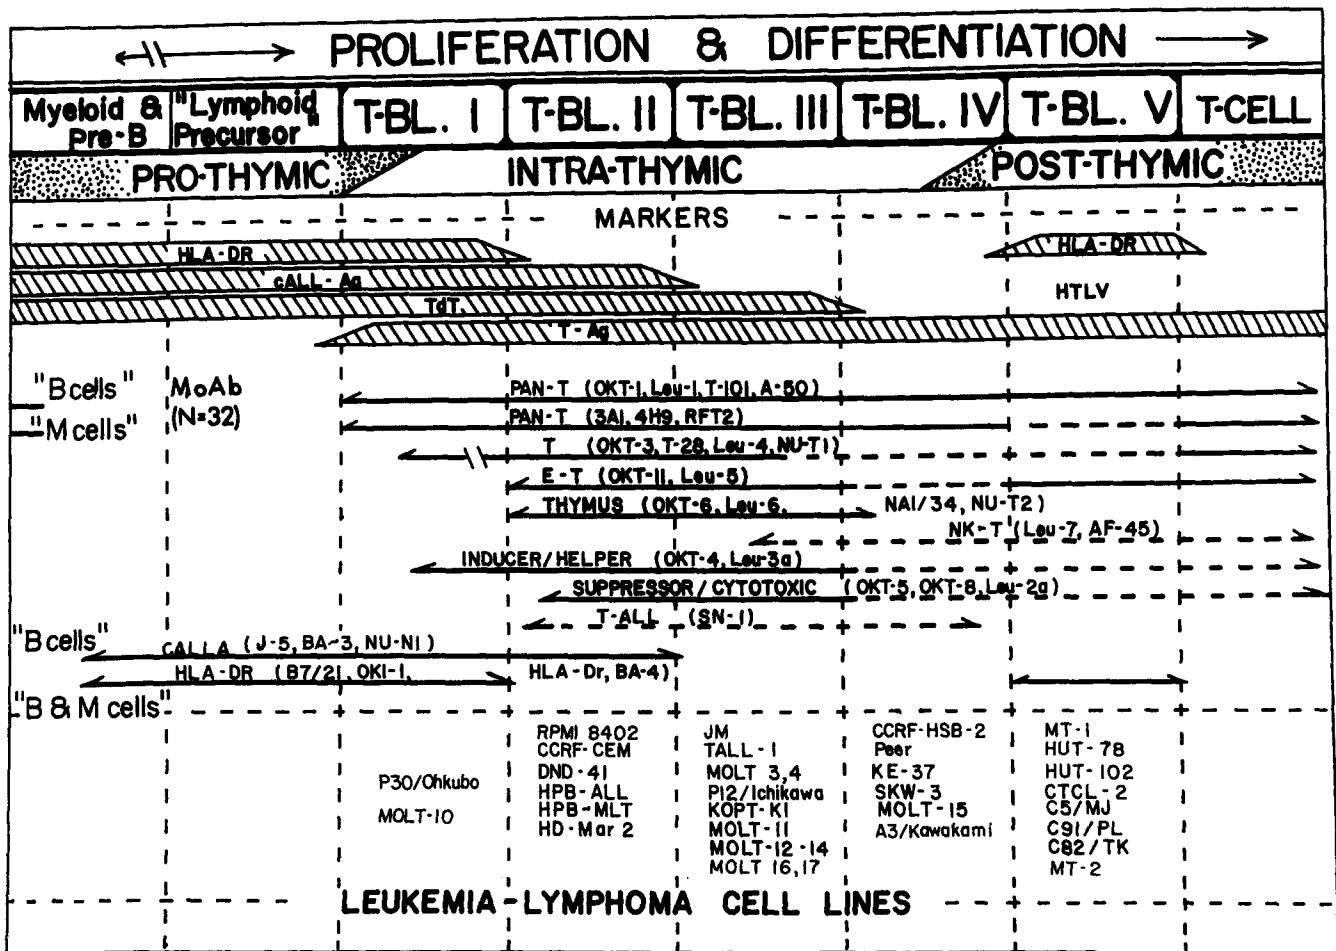 PROLIFERATION & DIFFERENTIATION
Myeloid & Pre-B "Lymphoid Precursor" T-BL. I T-BL. II T-BL. III T-BL. IV T-BL. V T-CELL
PRO-THYMIC INTRA-THYMIC POST-THYMIC
MARKERS
HLA-DR HLA-DR
cALL-Ag
HTLV
TdT
T-Ag
"B cells" MoAb PAN-T (OKT-1, Leu-1, T-101, A-50)
(N=32)
"M cells" PAN-T (3A1, 4H9, RFT2)
T (OKT-3, T-28, Leu-4, NU-T1)
E-T (OKT-11, Leu-5)
THYMUS (OKT-6, Leu-6, NA1/34, NU-T2)
NK-T (Leu-7, AF-45)
INDUCER/HELPER (OKT-4, Leu-3a)
SUPPRESSOR/CYTOTOXIC (OKT-5, OKT-8, Leu-2a)
T-ALL (SN-1)
"B cells"
CALLA (J-5, BA-3, NU-N1)
HLA-DR (B7/21, OKI-1, HLA-Dr, BA-4)
"B & M cells"
P30/Ohkubo
MOLT-10
RPMI 8402
CCRF-CEM
DND-41
HPB-ALL
HPB-MLT
HD-Mar 2
JM
TALL-1
MOLT 3,4
P12/Ichikawa
KOPT-K1
MOLT-11
MOLT-12-14
MOLT 16,17
CCRF-HSB-2
Peer
KE-37
SKW-3
MOLT-15
A3/Kawakami
MT-1
HUT-78
HUT-102
CTCL-2
C5/MJ
C91/PL
C82/TK
MT-2
LEUKEMIA-LYMPHOMA CELL LINES